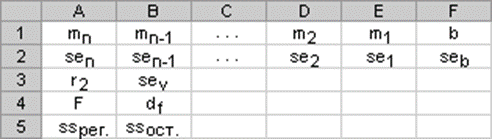 A B C D E F
1 mn mn-1 ... m2 m1 b
2 sen sen-1 ... se2 se1 seb
3 r2 sev
4 F df
5 ssрег. ssост.